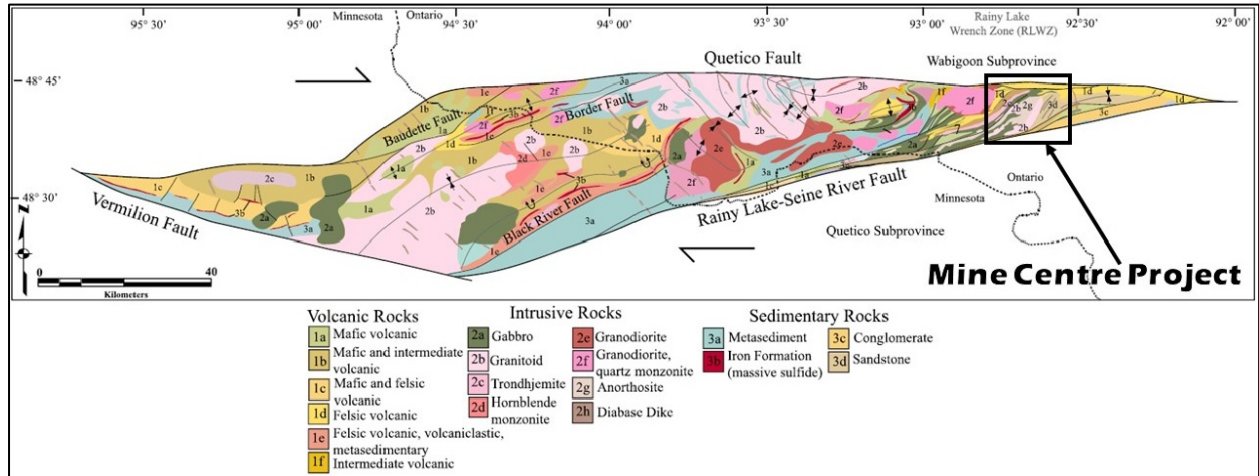 95° 30'
95° 00'
Minnesota
Ontario
94° 30'
94° 00'
93° 30'
93° 00'
Rainy Lake
Wrench Zone (RLWZ)
92° 30'
92° 00'
48° 45'
Quetico Fault
Wabigoon Subprovince
Baudette Fault
Border Fault
48° 30'
Vermilion Fault
Black River Fault
Rainy Lake-Seine River Fault
Ontario
Minnesota
Quetico Subprovince
N
0
40
Kilometers
Mine Centre Project
Volcanic Rocks
1a Mafic volcanic
1b Mafic and intermediate
volcanic
1c Mafic and felsic
volcanic
1d Felsic volcanic
1e Felsic volcanic, volcaniclastic,
metasedimentary
1f Intermediate volcanic
Intrusive Rocks
2a Gabbro
2b Granitoid
2c Trondhjemite
2d Hornblende
monzonite
2e Granodiorite
2f Granodiorite,
quartz monzonite
2g Anorthosite
2h Diabase Dike
Sedimentary Rocks
3a Metasediment
3b Iron Formation
(massive sulfide)
3c Conglomerate
3d Sandstone